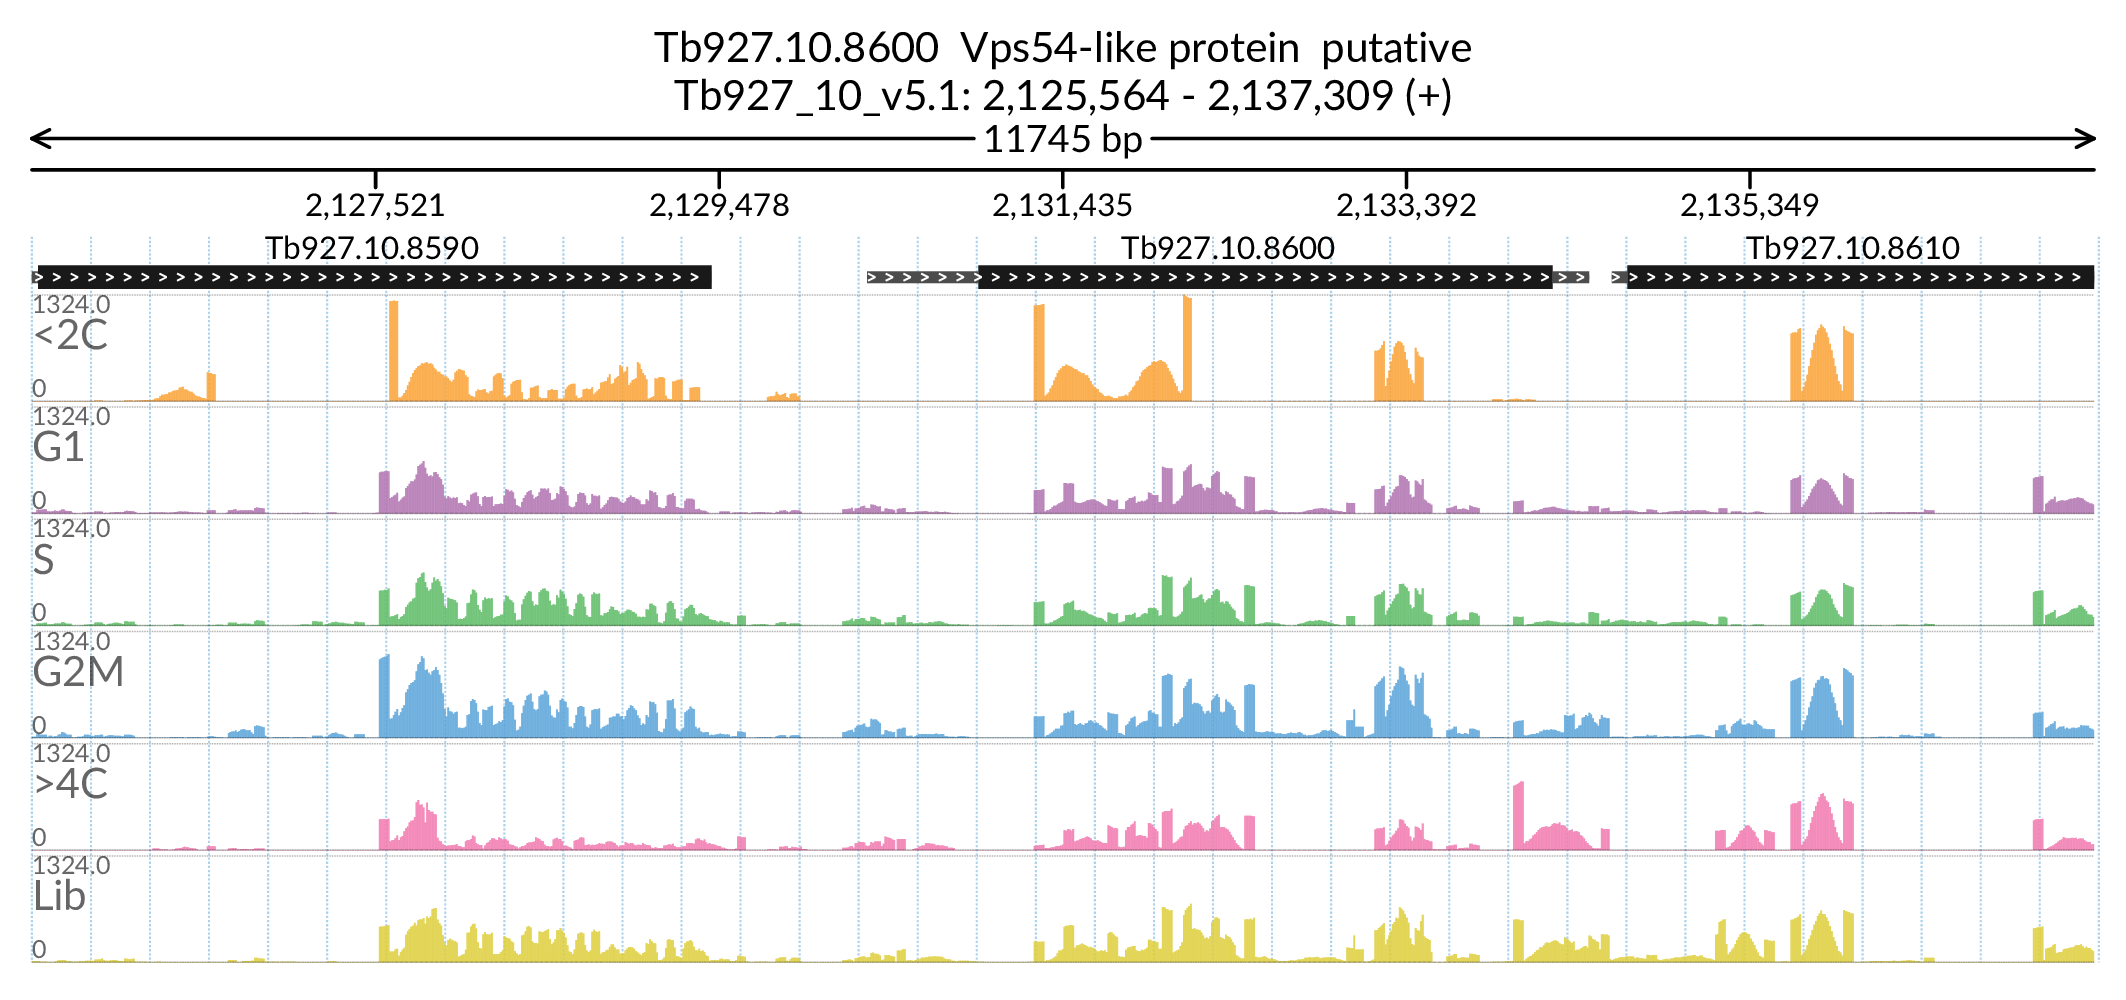 Tb927.10.8600  Vps54-like protein  putative
Tb927_10_v5.1: 2,125,564 - 2,137,309 (+)
11745 bp
2,127,521 2,129,478 2,131,435 2,133,392 2,135,349
Tb927.10.8590 Tb927.10.8600 Tb927.10.8610
1324.0
<2C
0
1324.0
G1
0
1324.0
S
0
1324.0
G2M
0
1324.0
>4C
0
1324.0
Lib
0